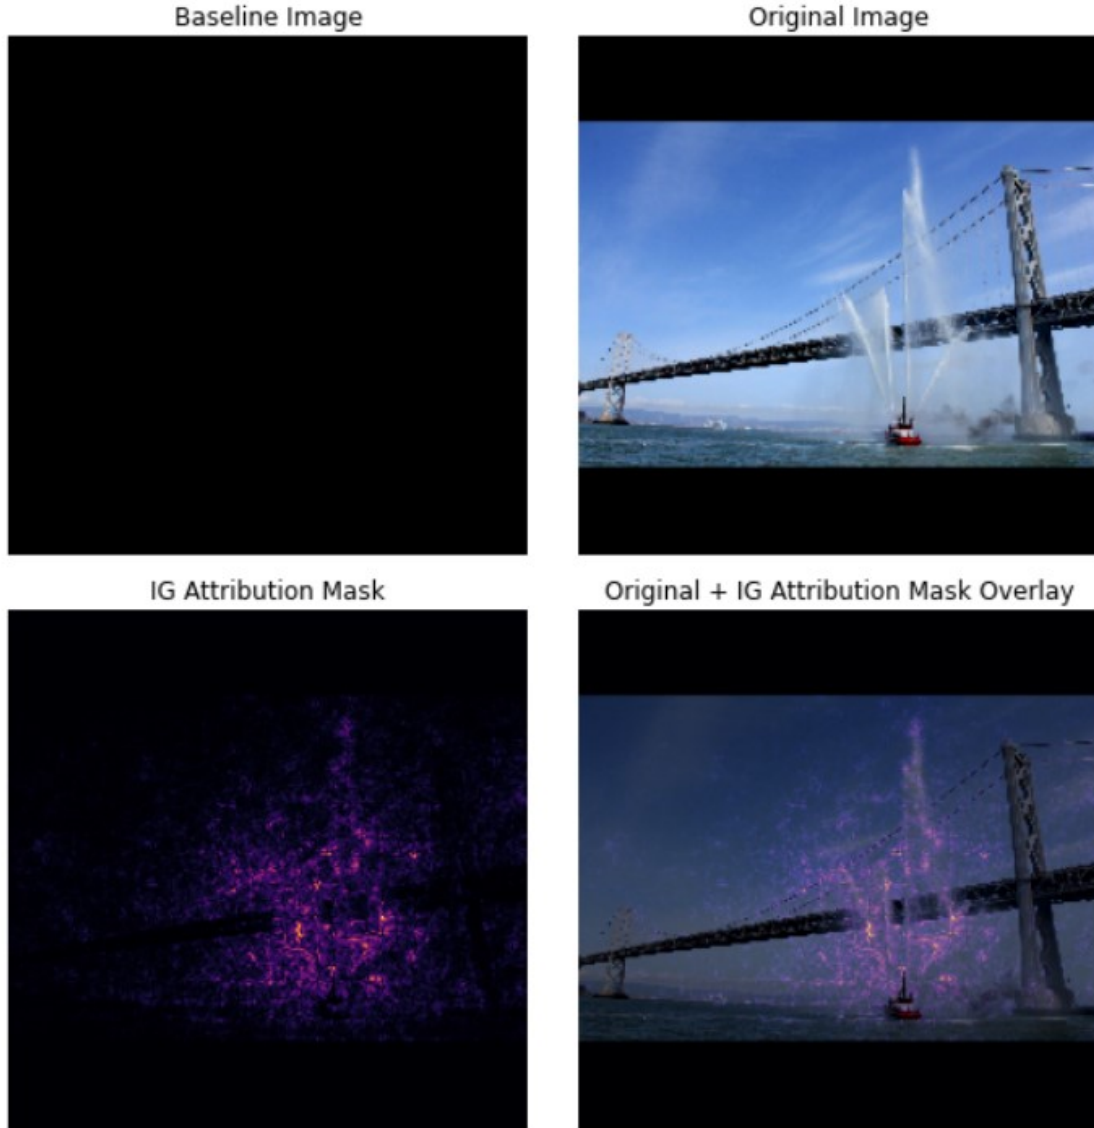 Baseline Image
Original Image
IG Attribution Mask
Original + IG Attribution Mask Overlay